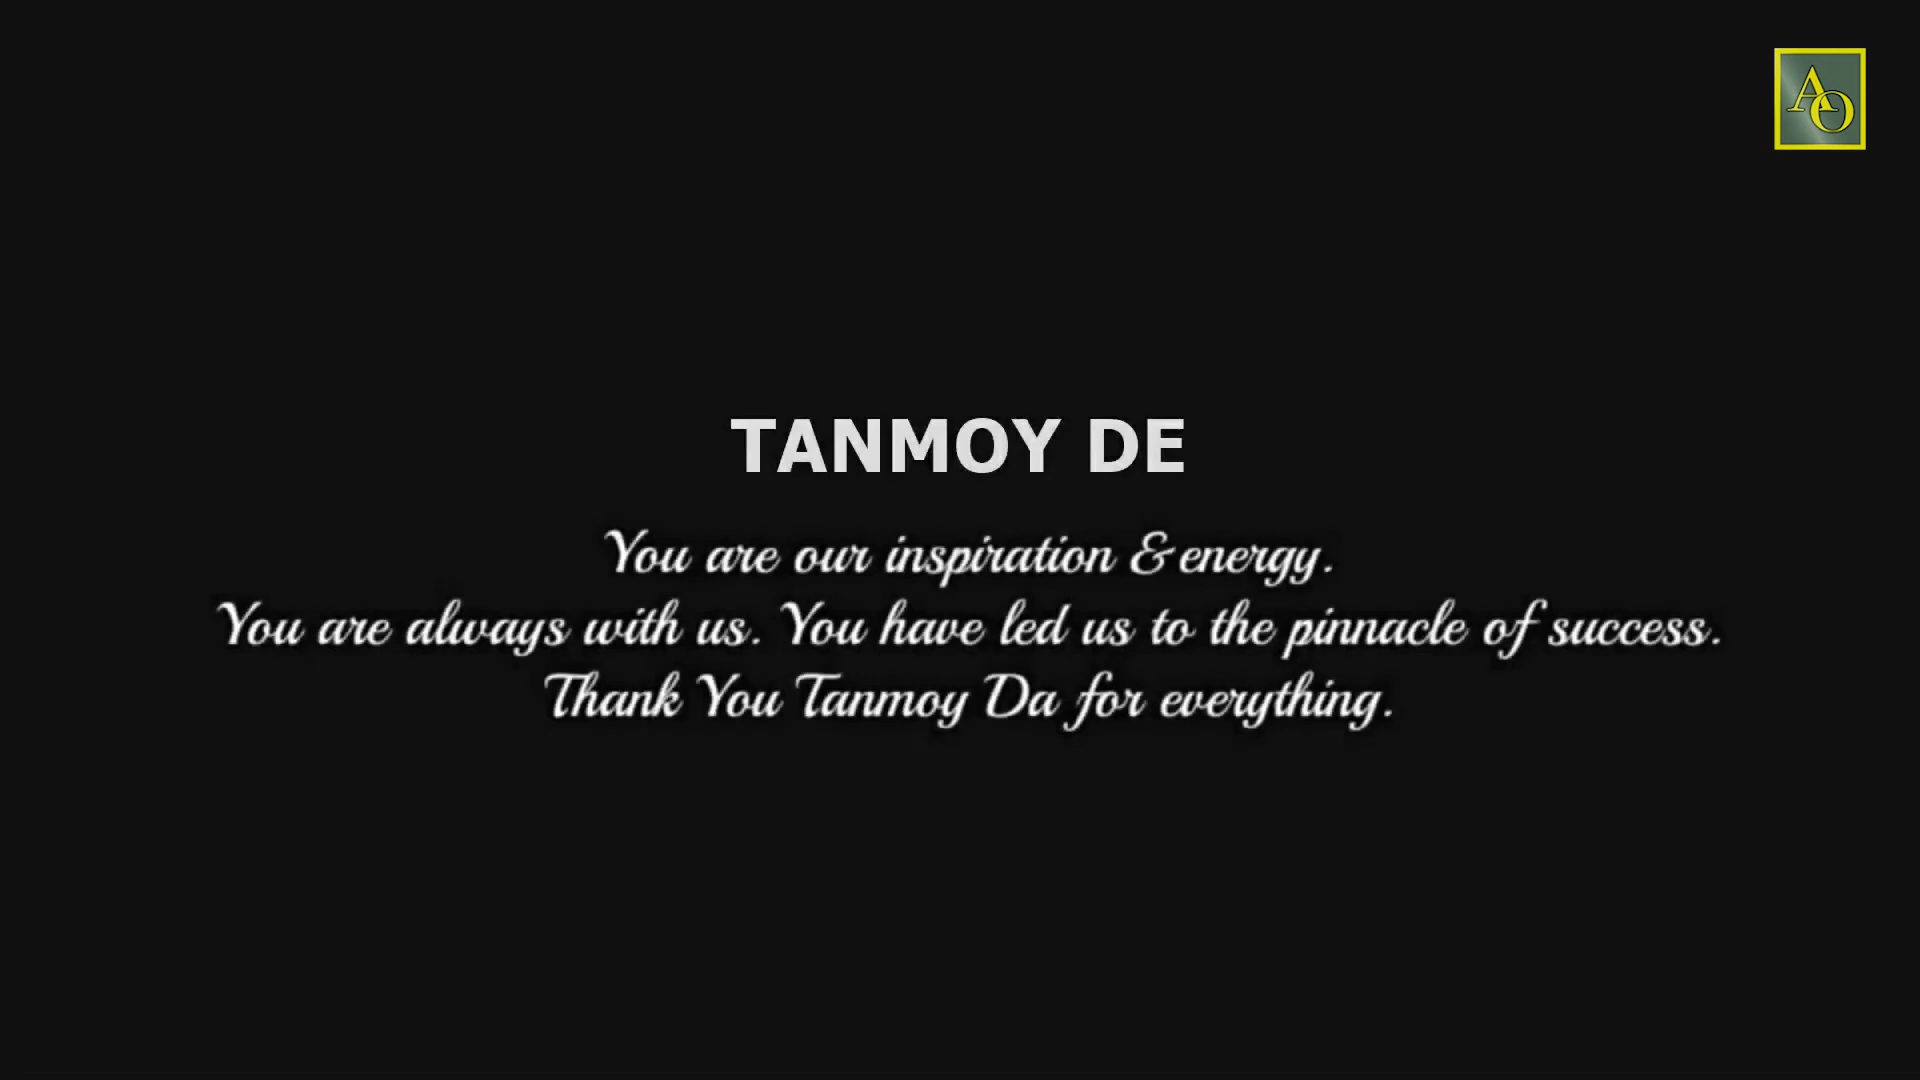 AO
TANMOY DE
You are our inspiration & energy.
You are always with us. You have led us to the pinnacle of success.
Thank You Tanmoy Da for everything.